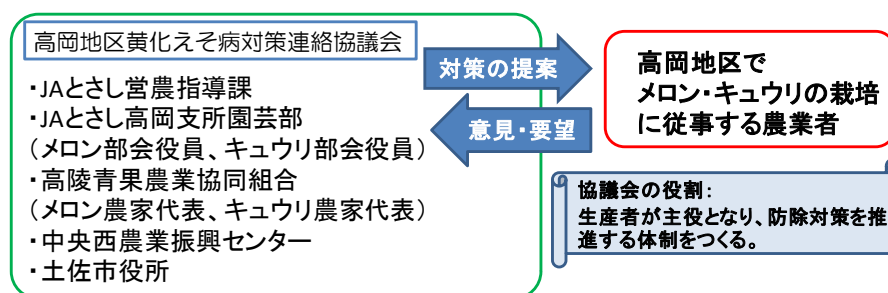 高岡地区黄化えそ病対策連絡協議会
・JAとさし営農指導課
・JAとさし高岡支所園芸部
(メロン部会役員、キュウリ部会役員)
・高陵青果農業協同組合
(メロン農家代表、キュウリ農家代表)
・中央西農業振興センター
・土佐市役所
対策の提案
意見・要望
高岡地区で
メロン・キュウリの栽培
に従事する農業者
協議会の役割:
生産者が主役となり、防除対策を推
進する体制をつくる。